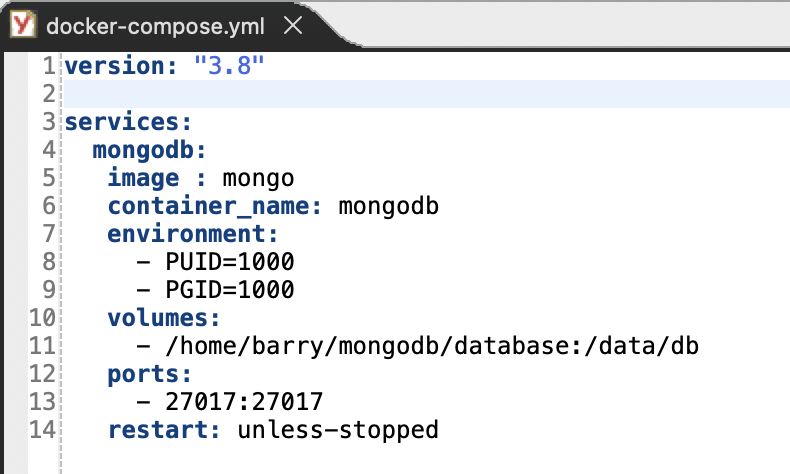 docker-compose.yml
1 version: "3.8"
2
3 services:
4   mongodb:
5    image : mongo
6    container_name: mongodb
7    environment:
8      - PUID=1000
9      - PGID=1000
10    volumes:
11      - /home/barry/mongodb/database:/data/db
12    ports:
13      - 27017:27017
14    restart: unless-stopped